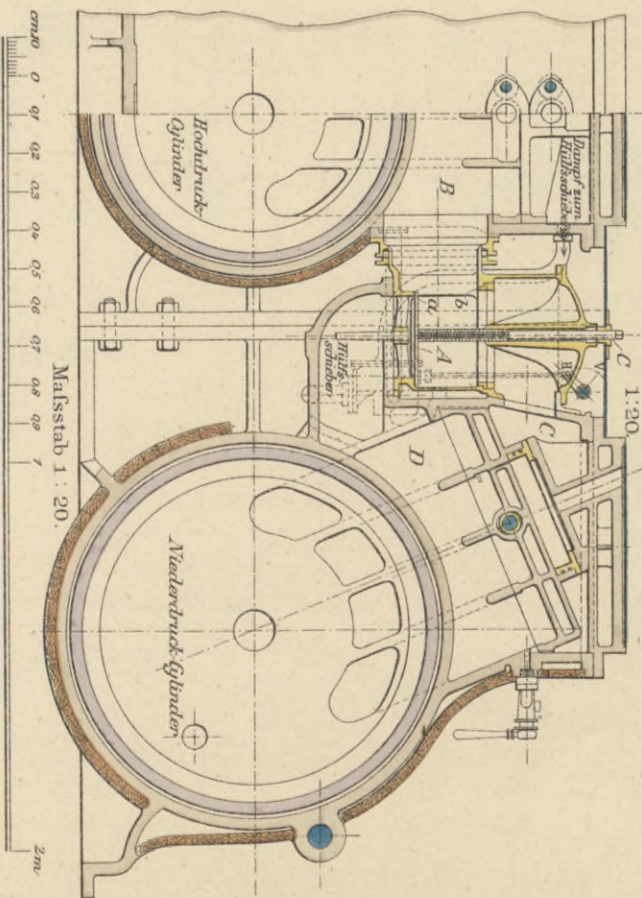 1:20.
Dampf zum
Hülfsschieber
Hochdruck-
Cylinder
B
b
a
A
C
V
H
C
D
Hülfs-
schieber
Niederdruck-Cylinder
Maſsstab 1 : 20.
cm10 0 0,1 0,2 0,3 0,4 0,5 0,6 0,7 0,8 0,9 1 2m